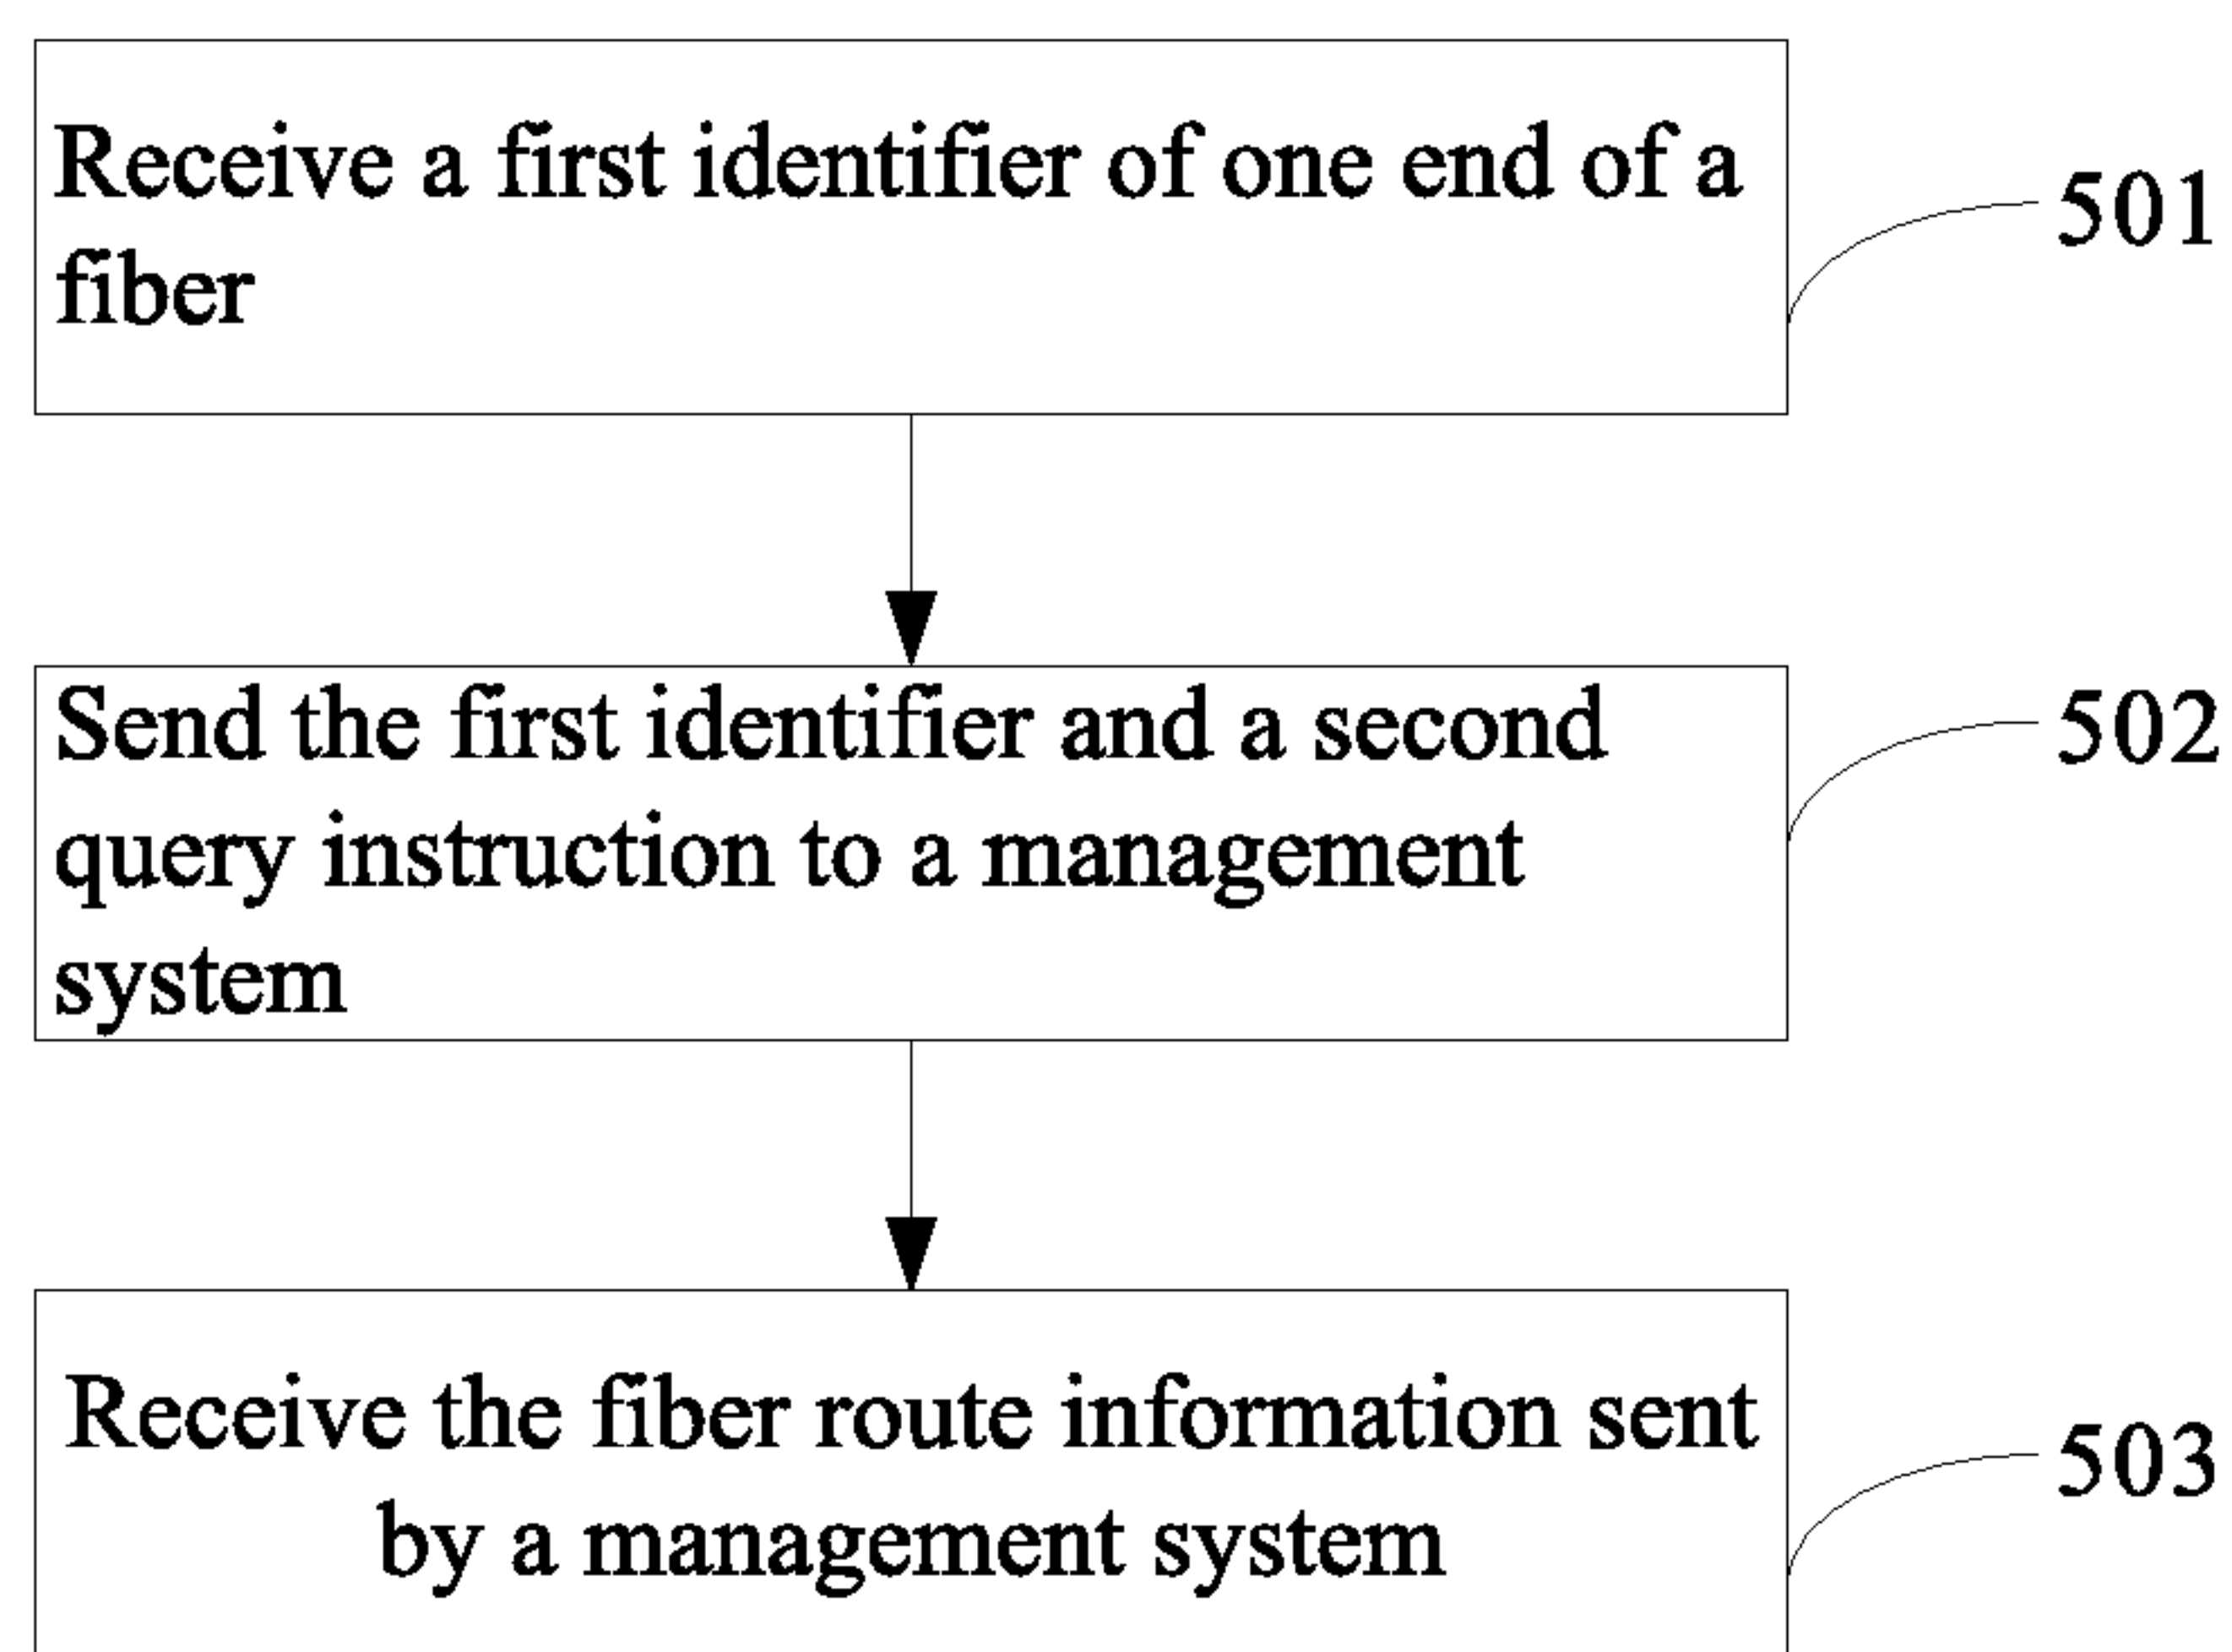 Receive a first identifier of one end of a
fiber
501
Send the first identifier and a second
query instruction to a management
system
502
Receive the fiber route information sent
by a management system
503